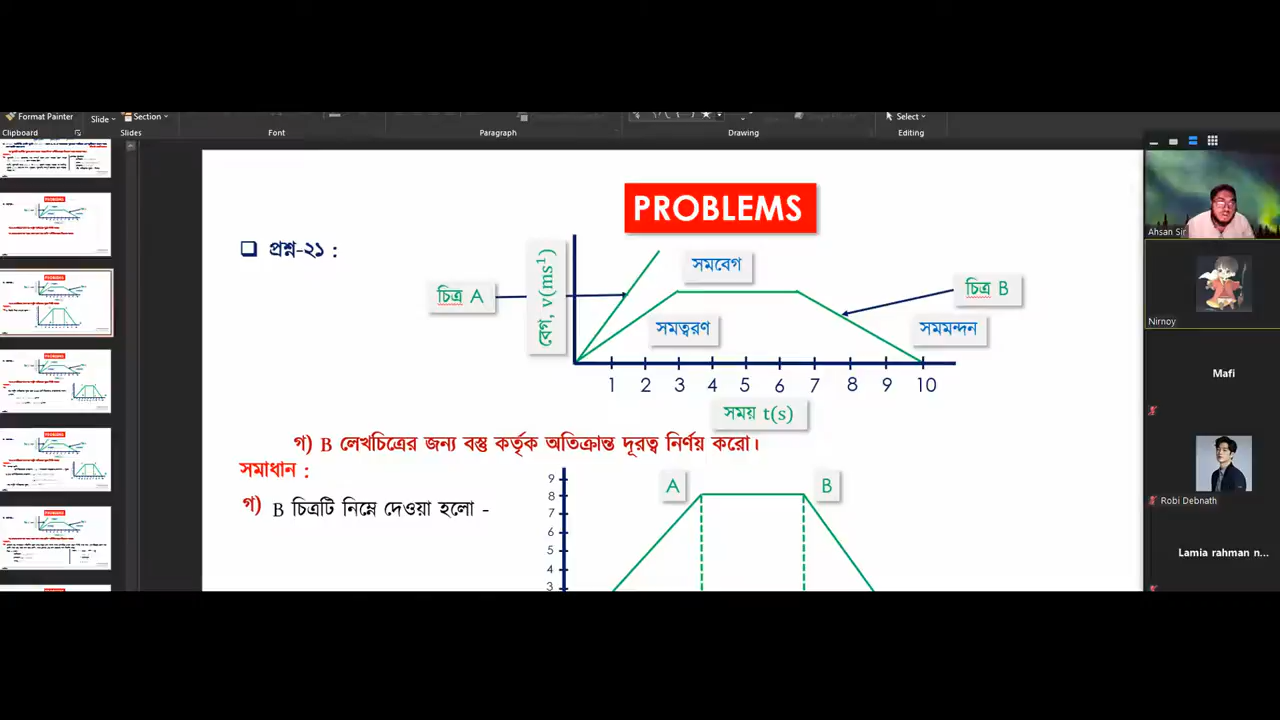 Format Painter
Slide
Section
Select
Clipboard
Slides
Font
Paragraph
Drawing
Editing
PROBLEMS
প্রশ্ন-২১ :
চিত্র A
বেগ, v(ms¹)
সমবেগ
চিত্র B
সমত্বরণ
সমমন্দন
1 2 3 4 5 6 7 8 9 10
সময় t(s)
গ) B লেখচিত্রের জন্য বস্তু কর্তৃক অতিক্রান্ত দূরত্ব নির্ণয় করো।
সমাধান :
গ) B চিত্রটি নিম্নে দেওয়া হলো -
A
B
9
8
7
6
5
4
3
Ahsan Sir
Nirnoy
Mafi
Robi Debnath
Lamia rahman n...